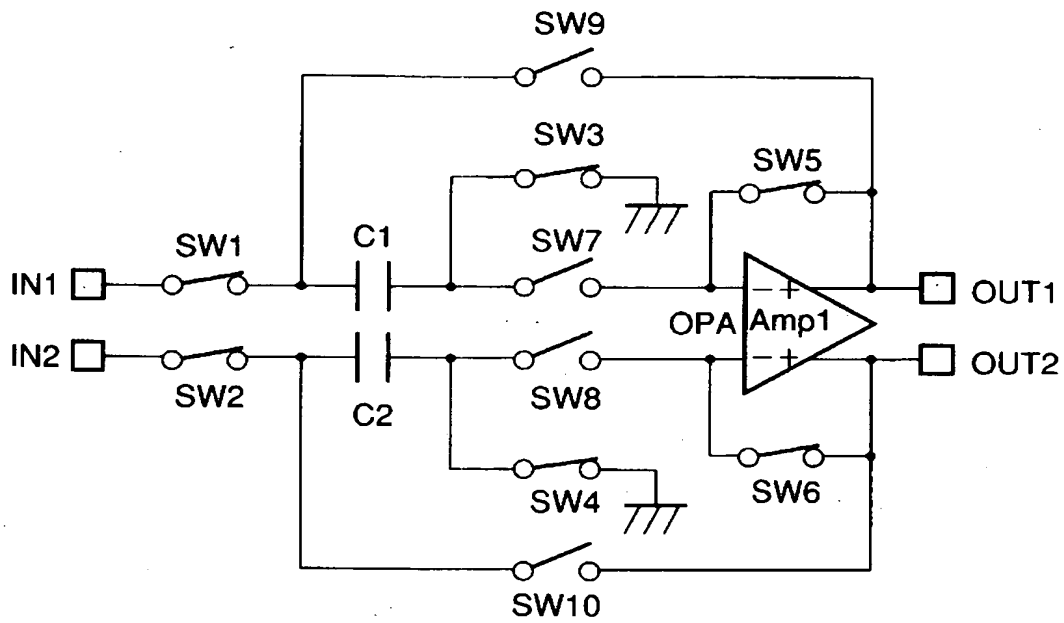 SW9
SW3
SW5
C1
SW7
SW1
IN1
− +
OUT1
OPA Amp1
IN2
− +
OUT2
SW2
C2
SW8
SW4
SW6
SW10